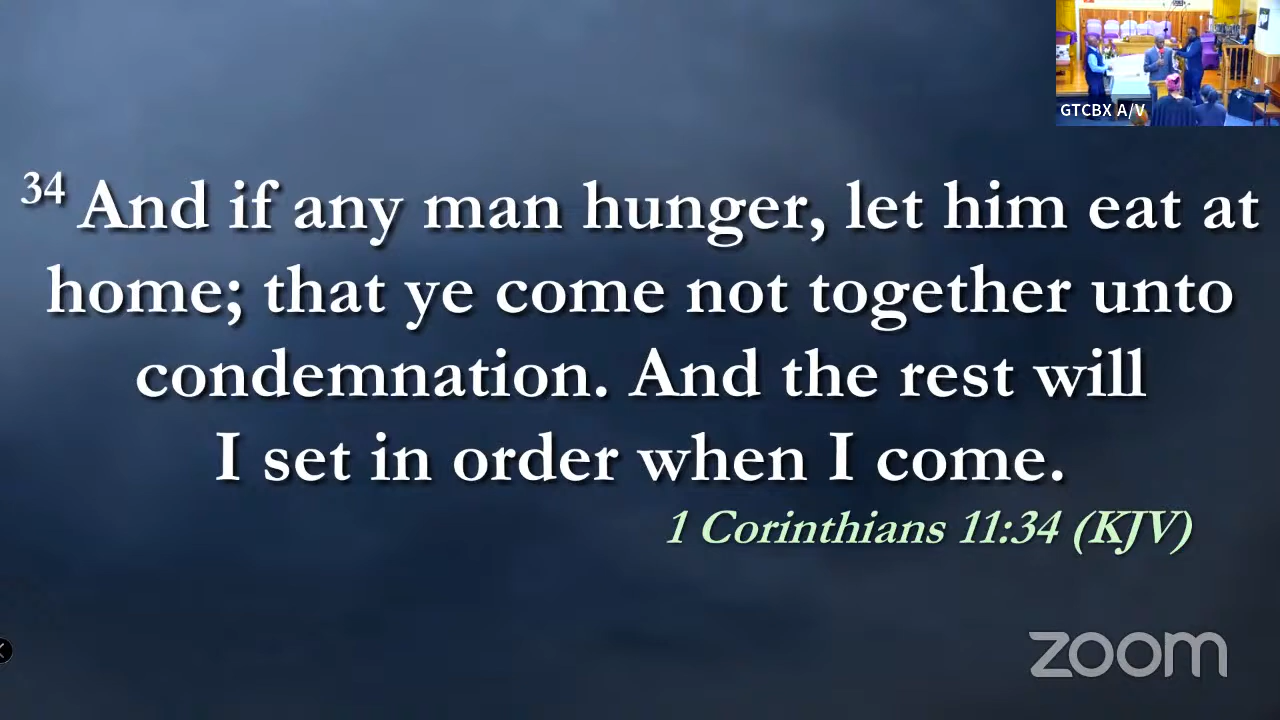 GTCBX A/V
34 And if any man hunger, let him eat at
home; that ye come not together unto
condemnation. And the rest will
I set in order when I come.
1 Corinthians 11:34 (KJV)
zoom